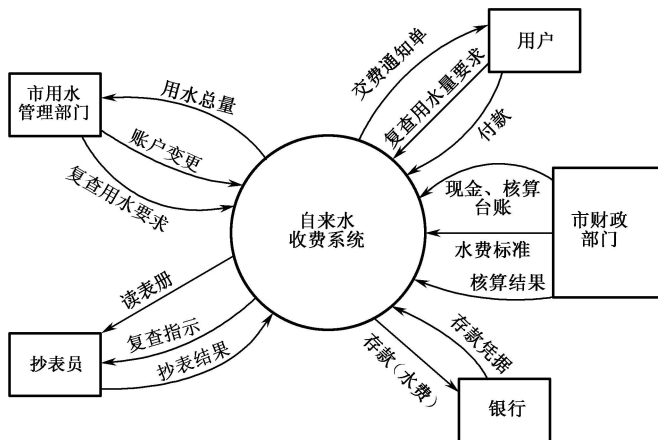 用户
交费通知单
复查用水量要求
付款
市用水
管理部门
用水总量
账户变更
复查用水要求
自来水
收费系统
现金、核算
台账
水费标准
核算结果
市财政
部门
读表册
复查指示
抄表结果
抄表员
存款凭据
存款(水费)
银行